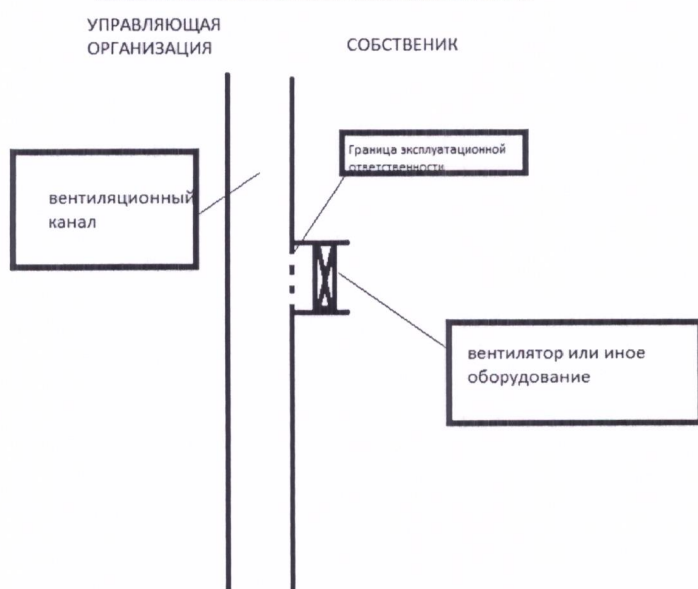 УПРАВЛЯЮЩАЯ
ОРГАНИЗАЦИЯ
СОБСТВЕНИК
Граница эксплуатационной
ответственности
вентиляционный
канал
вентилятор или иное
оборудование